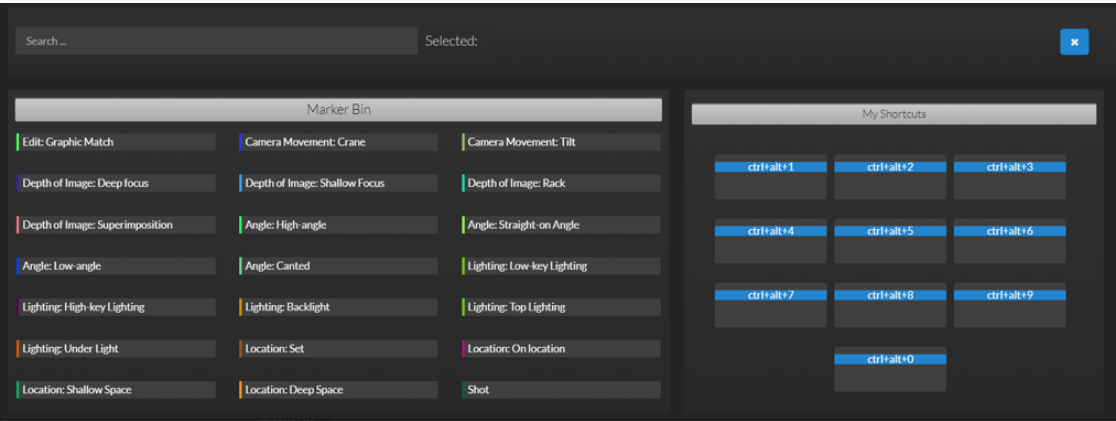 Search ...
Selected:
Marker Bin
Edit: Graphic Match
Camera Movement: Crane
Camera Movement: Tilt
Depth of Image: Deep focus
Depth of Image: Shallow Focus
Depth of Image: Rack
Depth of Image: Superimposition
Angle: High-angle
Angle: Straight-on Angle
Angle: Low-angle
Angle: Canted
Lighting: Low-key Lighting
Lighting: High-key Lighting
Lighting: Backlight
Lighting: Top Lighting
Lighting: Under Light
Location: Set
Location: On location
Location: Shallow Space
Location: Deep Space
Shot
My Shortcuts
ctrl+alt+1
ctrl+alt+2
ctrl+alt+3
ctrl+alt+4
ctrl+alt+5
ctrl+alt+6
ctrl+alt+7
ctrl+alt+8
ctrl+alt+9
ctrl+alt+0